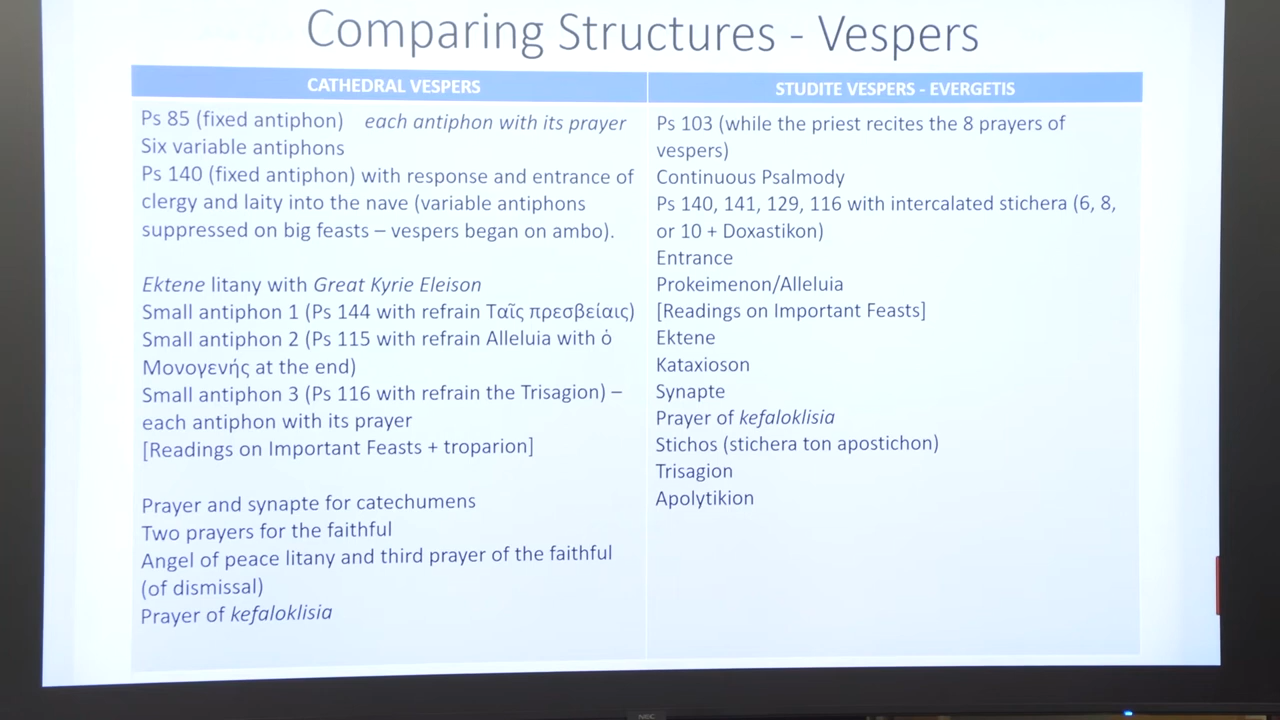 Comparing Structures - Vespers
CATHEDRAL VESPERS
Ps 85 (fixed antiphon) each antiphon with its prayer
Six variable antiphons
Ps 140 (fixed antiphon) with response and entrance of
clergy and laity into the nave (variable antiphons
suppressed on big feasts – vespers began on ambo).
Ektene litany with Great Kyrie Eleison
Small antiphon 1 (Ps 144 with refrain Ταῖς πρεσβείαις)
Small antiphon 2 (Ps 115 with refrain Alleluia with ὁ
Μονογενής at the end)
Small antiphon 3 (Ps 116 with refrain the Trisagion) –
each antiphon with its prayer
[Readings on Important Feasts + troparion]
Prayer and synapte for catechumens
Two prayers for the faithful
Angel of peace litany and third prayer of the faithful
(of dismissal)
Prayer of kefaloklisia
STUDITE VESPERS - EVERGETIS
Ps 103 (while the priest recites the 8 prayers of
vespers)
Continuous Psalmody
Ps 140, 141, 129, 116 with intercalated stichera (6, 8,
or 10 + Doxastikon)
Entrance
Prokeimenon/Alleluia
[Readings on Important Feasts]
Ektene
Kataxioson
Synapte
Prayer of kefaloklisia
Stichos (stichera ton apostichon)
Trisagion
Apolytikion
NEC